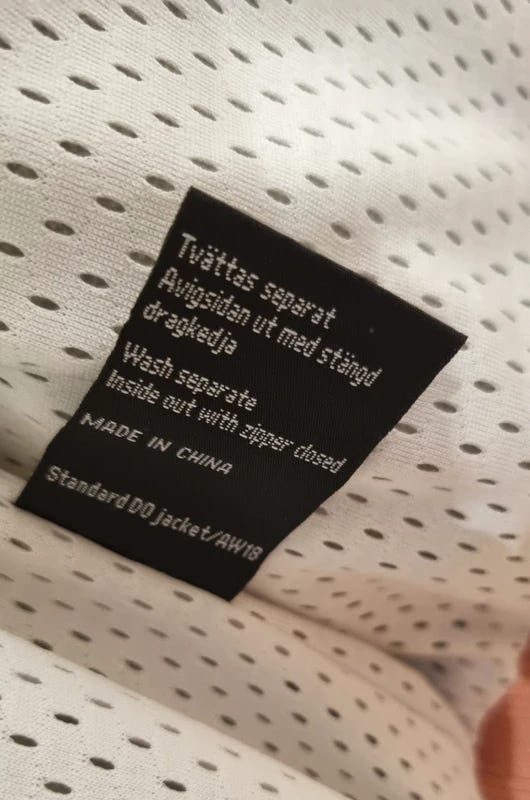 Tvättas separat
Avigsidan ut med stängd
dragkedja
Wash separate
Inside out with zipper closed
MADE IN CHINA
Standard DO jacket/AW18